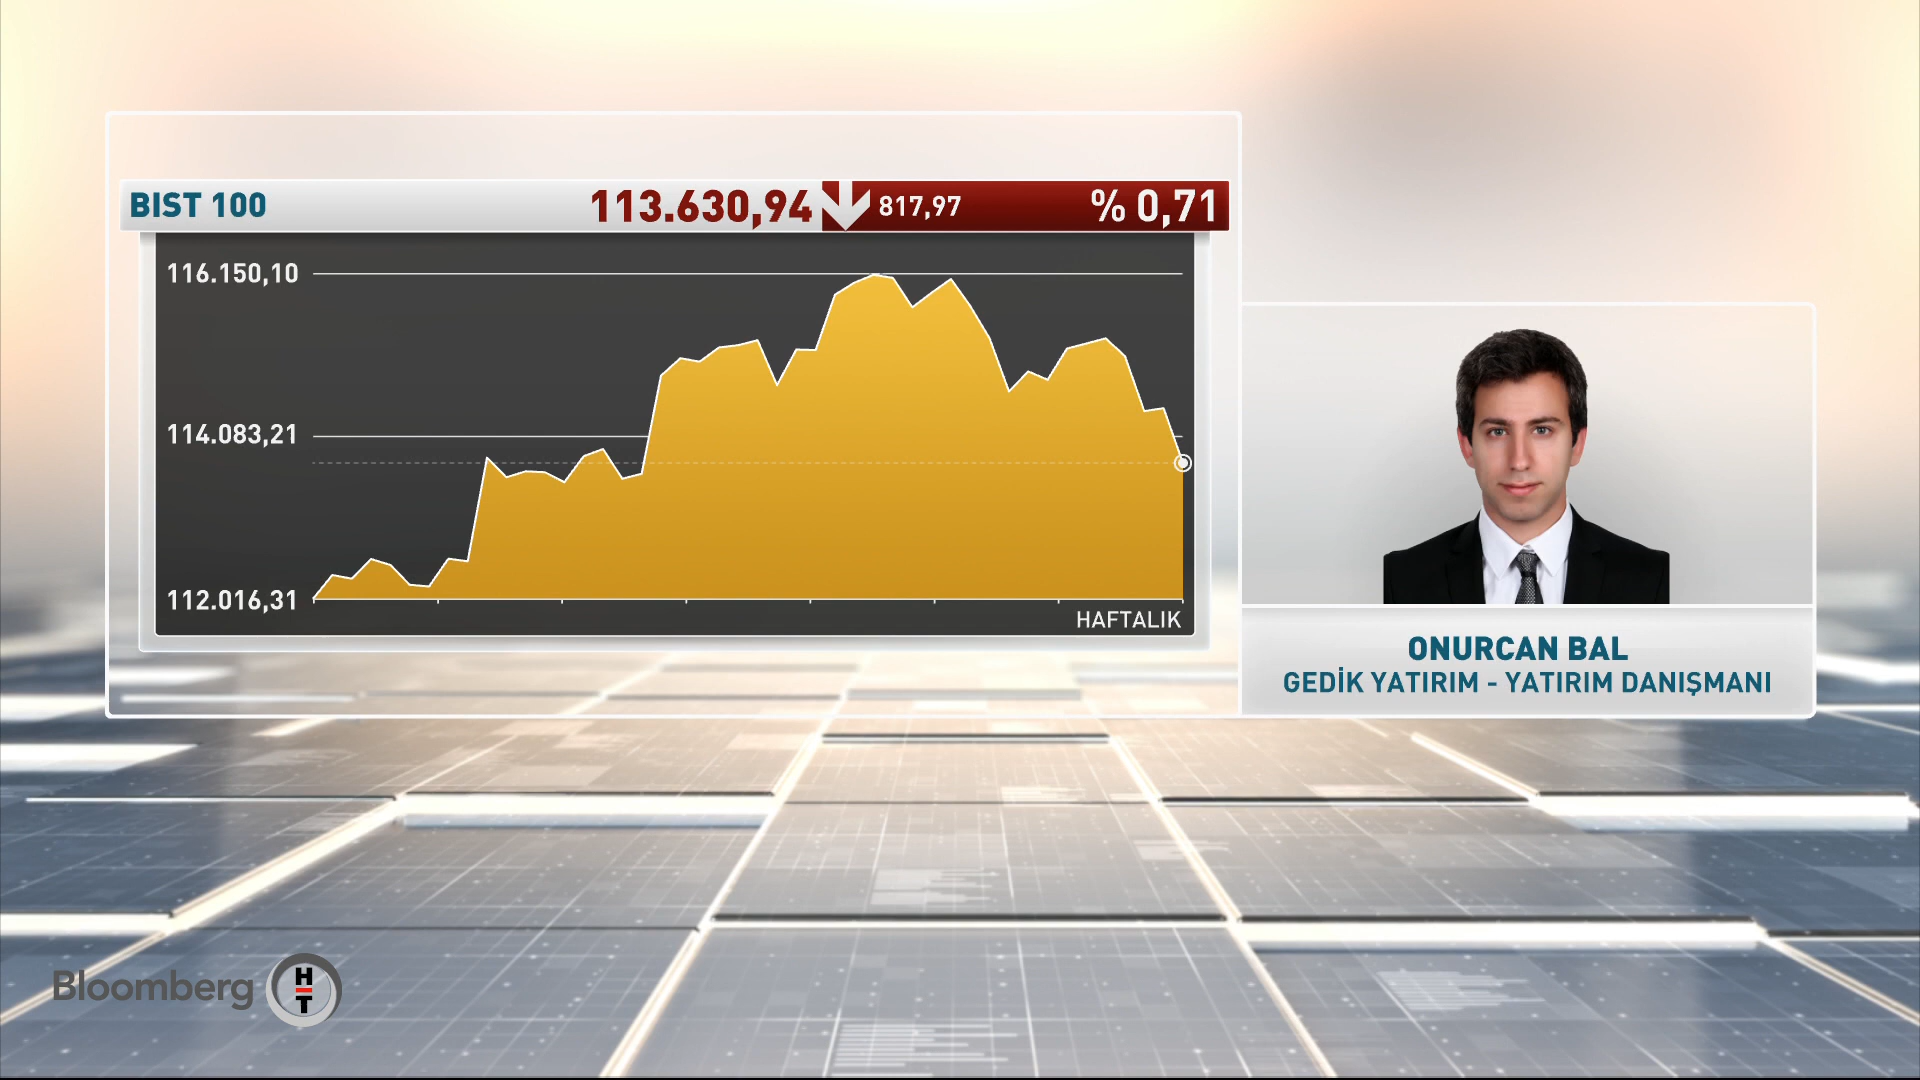 BIST 100 113.630,94 817,97 % 0,71
116.150,10
114.083,21
112.016,31
HAFTALIK
ONURCAN BAL
GEDİK YATIRIM - YATIRIM DANIŞMANI
Bloomberg HT